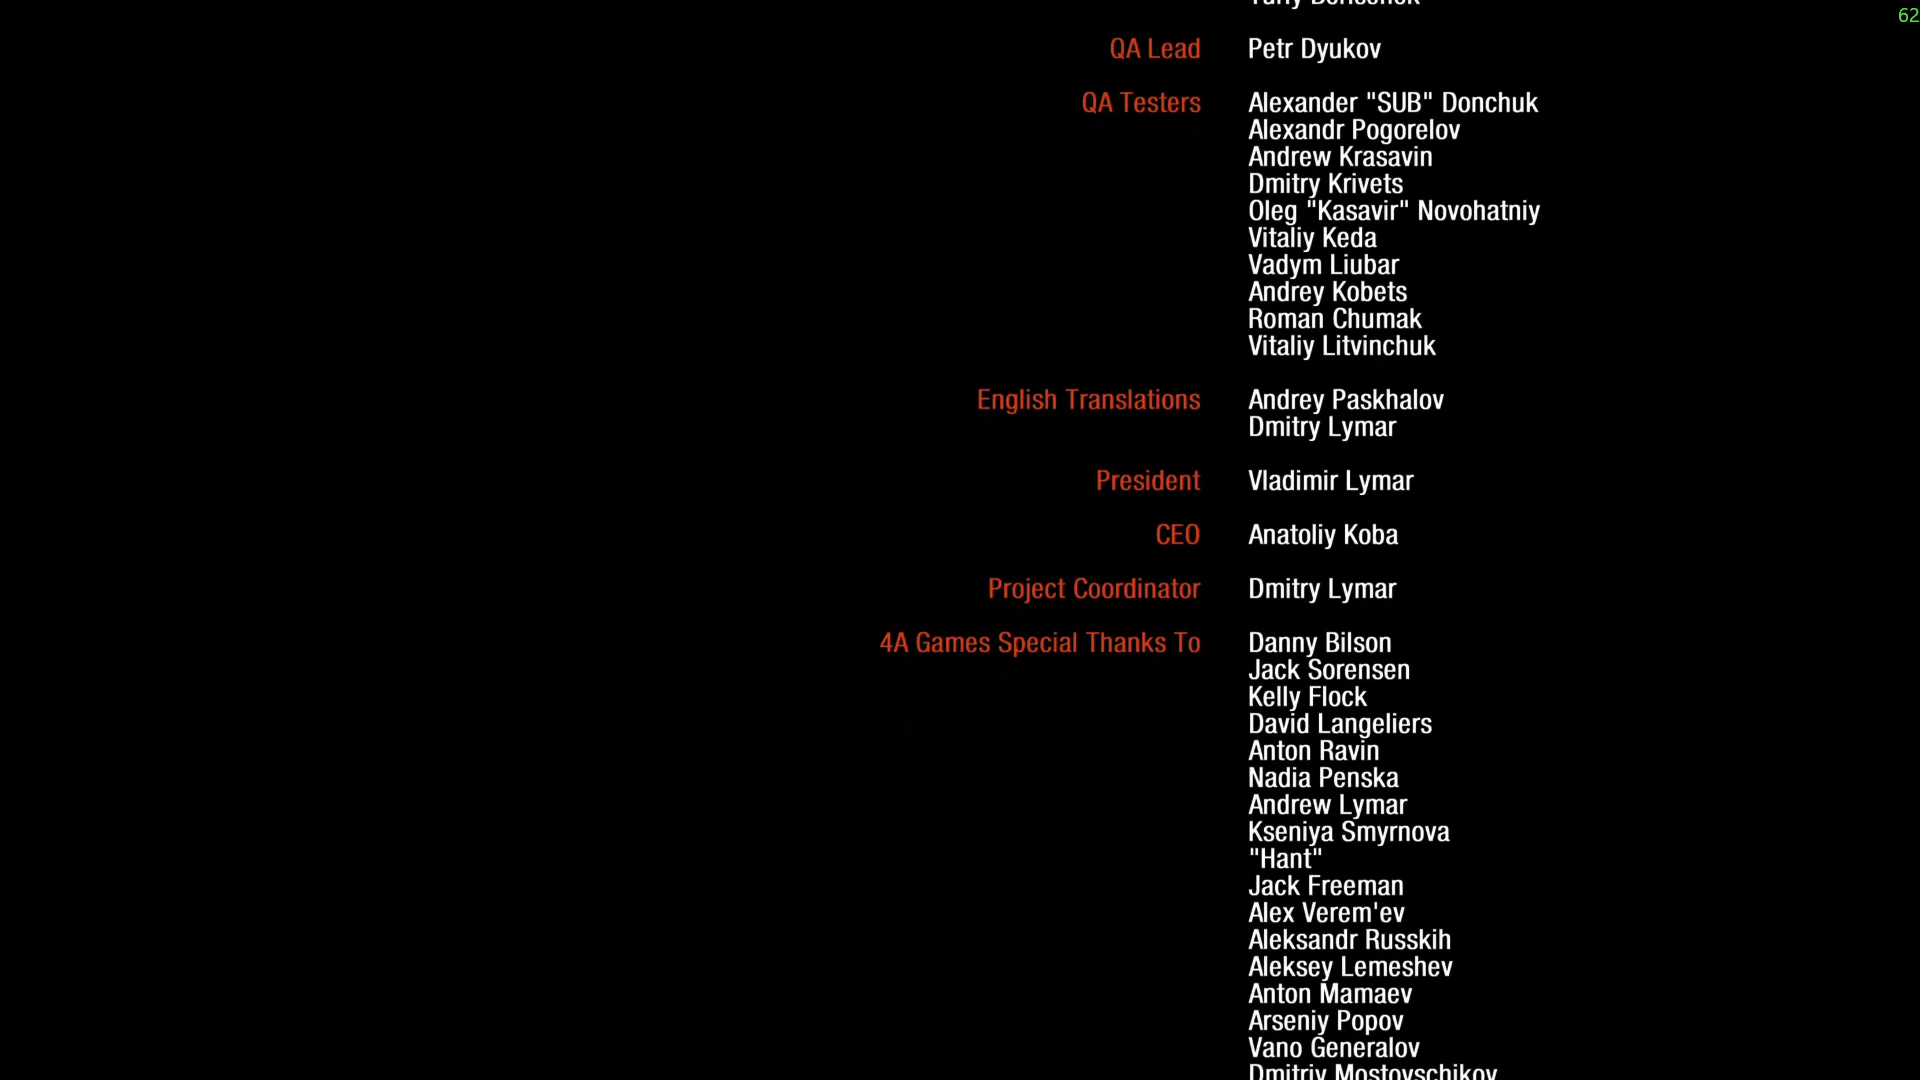 62
QA Lead Petr Dyukov
QA Testers Alexander "SUB" Donchuk
Alexandr Pogorelov
Andrew Krasavin
Dmitry Krivets
Oleg "Kasavir" Novohatniy
Vitaliy Keda
Vadym Liubar
Andrey Kobets
Roman Chumak
Vitaliy Litvinchuk
English Translations Andrey Paskhalov
Dmitry Lymar
President Vladimir Lymar
CEO Anatoliy Koba
Project Coordinator Dmitry Lymar
4A Games Special Thanks To Danny Bilson
Jack Sorensen
Kelly Flock
David Langeliers
Anton Ravin
Nadia Penska
Andrew Lymar
Kseniya Smyrnova
"Hant"
Jack Freeman
Alex Verem'ev
Aleksandr Russkih
Aleksey Lemeshev
Anton Mamaev
Arseniy Popov
Vano Generalov
Dmitriy Mostovschikov